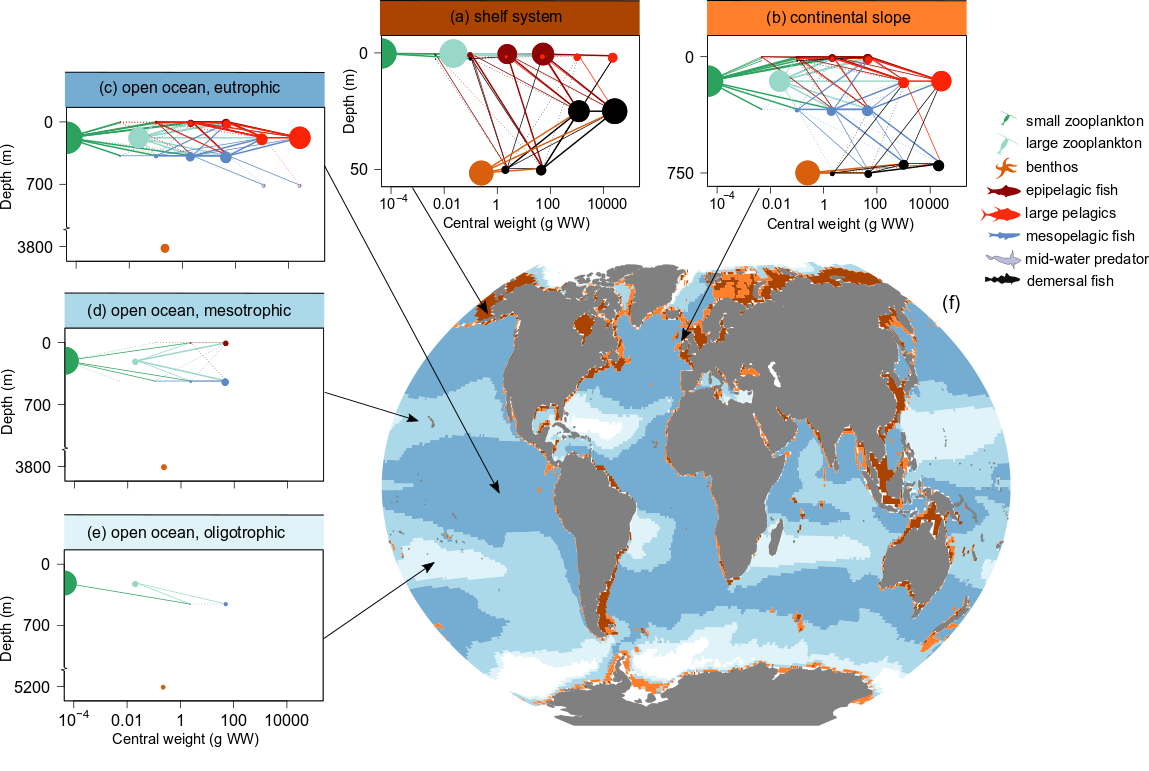 (a) shelf system
0
50
Depth (m)
10⁻⁴
0.01
1
100
10000
Central weight (g WW)
(b) continental slope
0
750
10⁻⁴
0.01
1
100
10000
Central weight (g WW)
(c) open ocean, eutrophic
0
700
3800
Depth (m)
small zooplankton
large zooplankton
benthos
epipelagic fish
large pelagics
mesopelagic fish
mid-water predator
demersal fish
(d) open ocean, mesotrophic
0
700
3800
Depth (m)
(f)
(e) open ocean, oligotrophic
0
700
5200
Depth (m)
10⁻⁴
0.01
1
100
10000
Central weight (g WW)